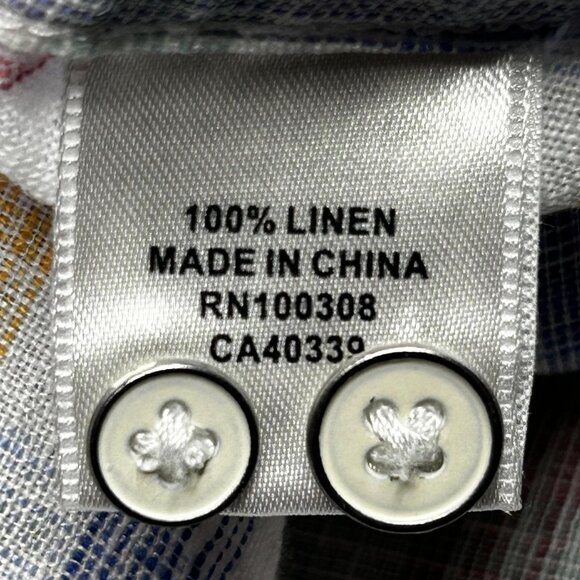 100% LINEN
MADE IN CHINA
RN100308
CA40339